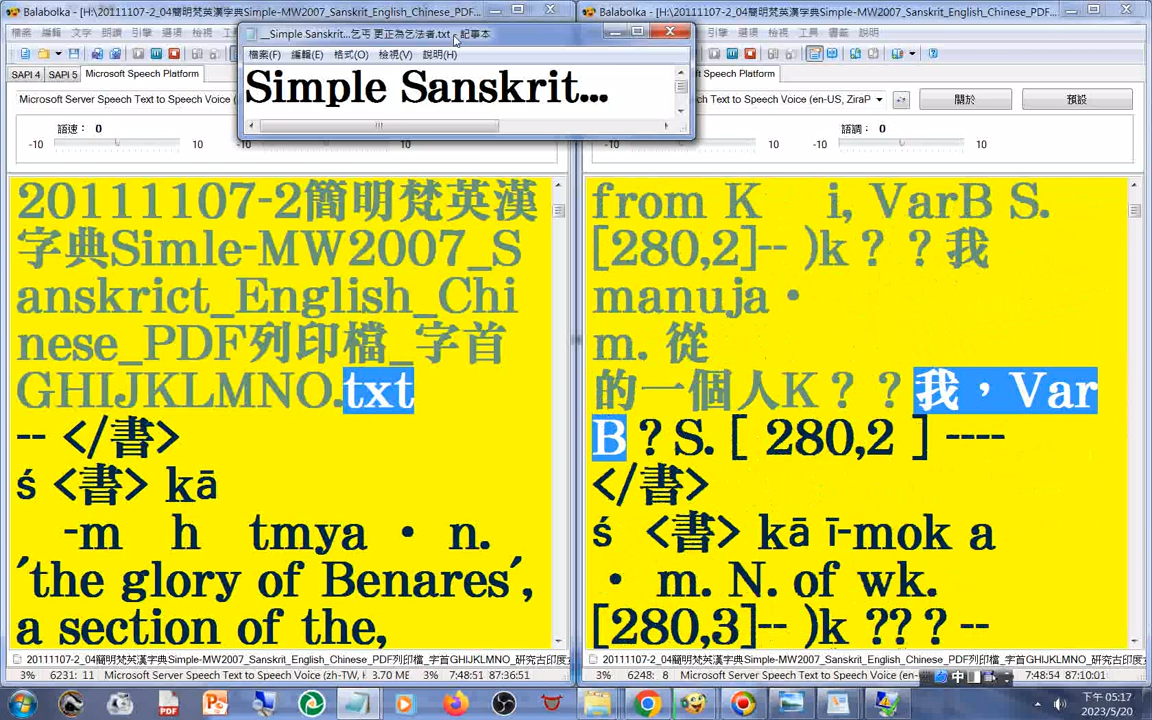 Balabolka - [H:\20111107-2_04簡明梵英漢字典Simple-MW2007_Sanskrit_English_Chinese_PDF...
Balabolka - [H:\20111107-2_04簡明梵英漢字典Simple-MW2007_Sanskrit_English_Chinese_PDF...
__Simple Sanskrit...乞丐 更正為乞法者.txt - 記事本
檔案(F) 編輯(E) 格式(O) 檢視(V) 說明(H)
Simple Sanskrit...
SAPI 4 SAPI 5 Microsoft Speech Platform
Speech Platform
Microsoft Server Speech Text to Speech Voice (
Text to Speech Voice (en-US, ZiraP
關於
預設
語速： 0
-10 10
-10 10
-10 10
語調： 0
-10 10
20111107-2簡明梵英漢
字典Simle-MW2007_S
anskrict_English_Chi
nese_PDF列印檔_字首
GHIJKLMNO.txt
-- </書>
ś <書> kā
-m h tmya • n.
´the glory of Benares´,
a section of the,
from K i, VarB S.
[280,2]-- )k？？我
manuja •
m. 從
的一個人K？？我，Var
B？S. [ 280,2 ] ----
</書>
ś <書> kā ī-mok a
• m. N. of wk.
[280,3]-- )k ??？--
20111107-2_04簡明梵英漢字典Simple-MW2007_Sanskrit_English_Chinese_PDF列印檔_字首GHIJKLMNO_研究古印度
20111107-2_04簡明梵英漢字典Simple-MW2007_Sanskrit_English_Chinese_PDF列印檔_字首GHIJKLMNO_研究古印度
3% 6231: 11 Microsoft Server Speech Text to Speech Voice (zh-TW, H 3.70 ME 3% 7:48:51 87:36:51
3% 6248: 8 Microsoft Server Speech Text to Speech 7:48:54 87:10:01
中
PDF
下午 05:17
2023/5/20